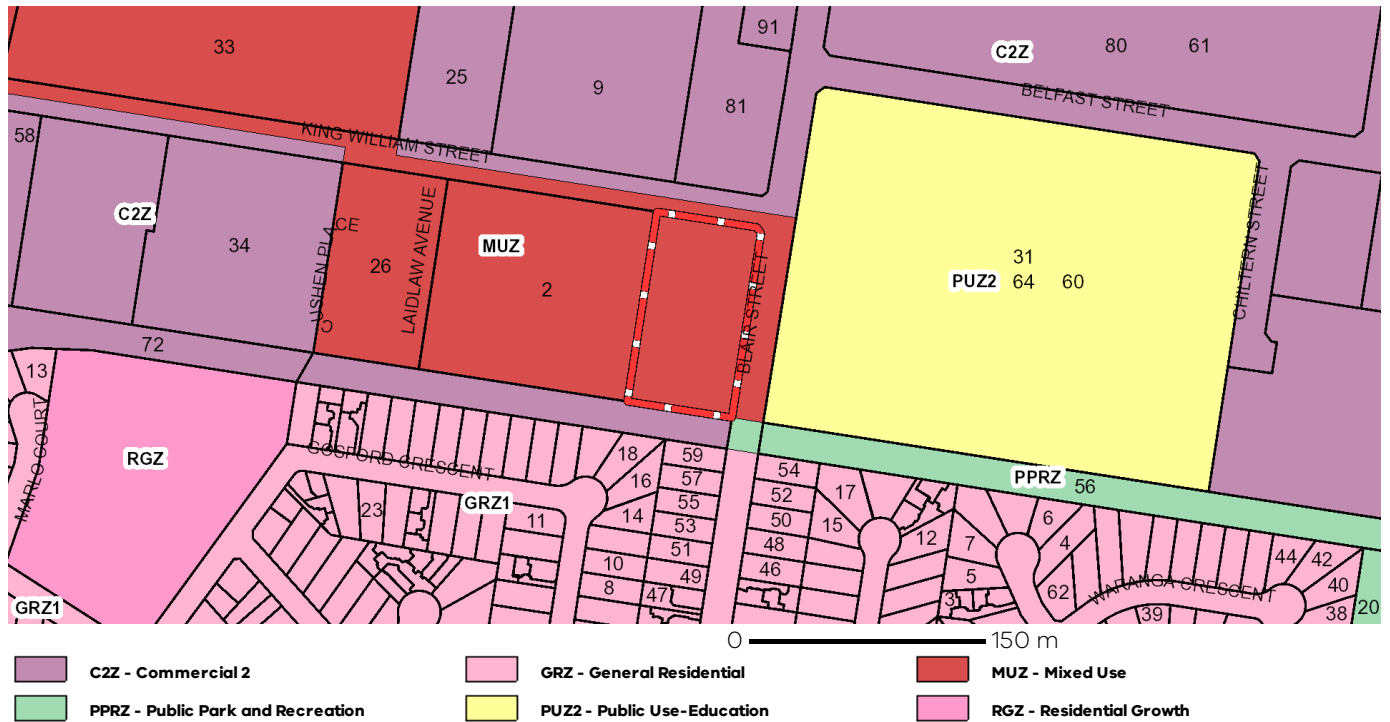 33
25
9
91
81
C2Z
80
61
BELFAST STREET
KING WILLIAM STREET
58
C2Z
34
CUSHEN PLACE
26
LAIDLAW AVENUE
MUZ
2
BLAIR STREET
31
PUZ2
64
60
CHILTERN STREET
72
13
MARLO COURT
RGZ
GOSFORD CRESCENT
GRZ1
23
11
18
16
14
10
8
59
57
55
53
51
49
47
54
52
50
48
46
17
15
12
PPRZ
56
7
5
3
6
4
62
WARANGA CRESCENT
39
44
42
40
38
20
GRZ1
0
150 m
C2Z - Commercial 2
GRZ - General Residential
MUZ - Mixed Use
PPRZ - Public Park and Recreation
PUZ2 - Public Use-Education
RGZ - Residential Growth